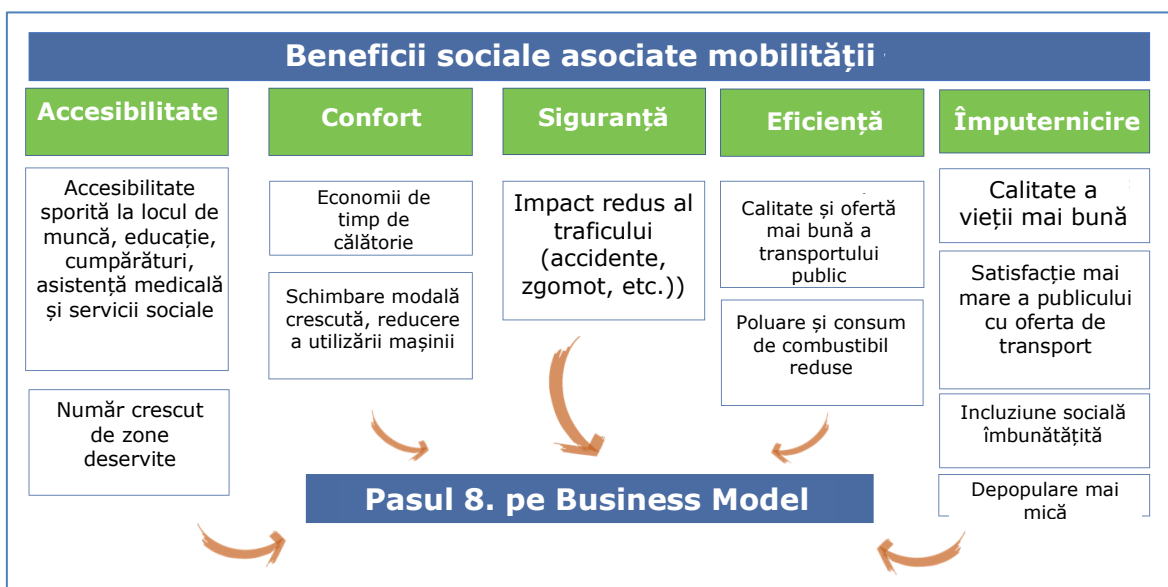 Beneficii sociale asociate mobilității
Accesibilitate
Accesibilitate
sporită la locul de
muncă, educație,
cumpărături,
asistență medicală
și servicii sociale
Număr crescut
de zone
deservite
Confort
Economii de
timp de
călătorie
Schimbare modală
crescută, reducere
a utilizării mașinii
Siguranță
Impact redus al
traficului
(accidente,
zgomot, etc.))
Eficiență
Calitate și ofertă
mai bună a
transportului
public
Poluare și consum
de combustibil
reduse
Împuternicire
Calitate a
vieții mai bună
Satisfacție mai
mare a publicului
cu oferta de
transport
Incluziune socială
îmbunătățită
Depopulare mai
mică
Pasul 8. pe Business Model